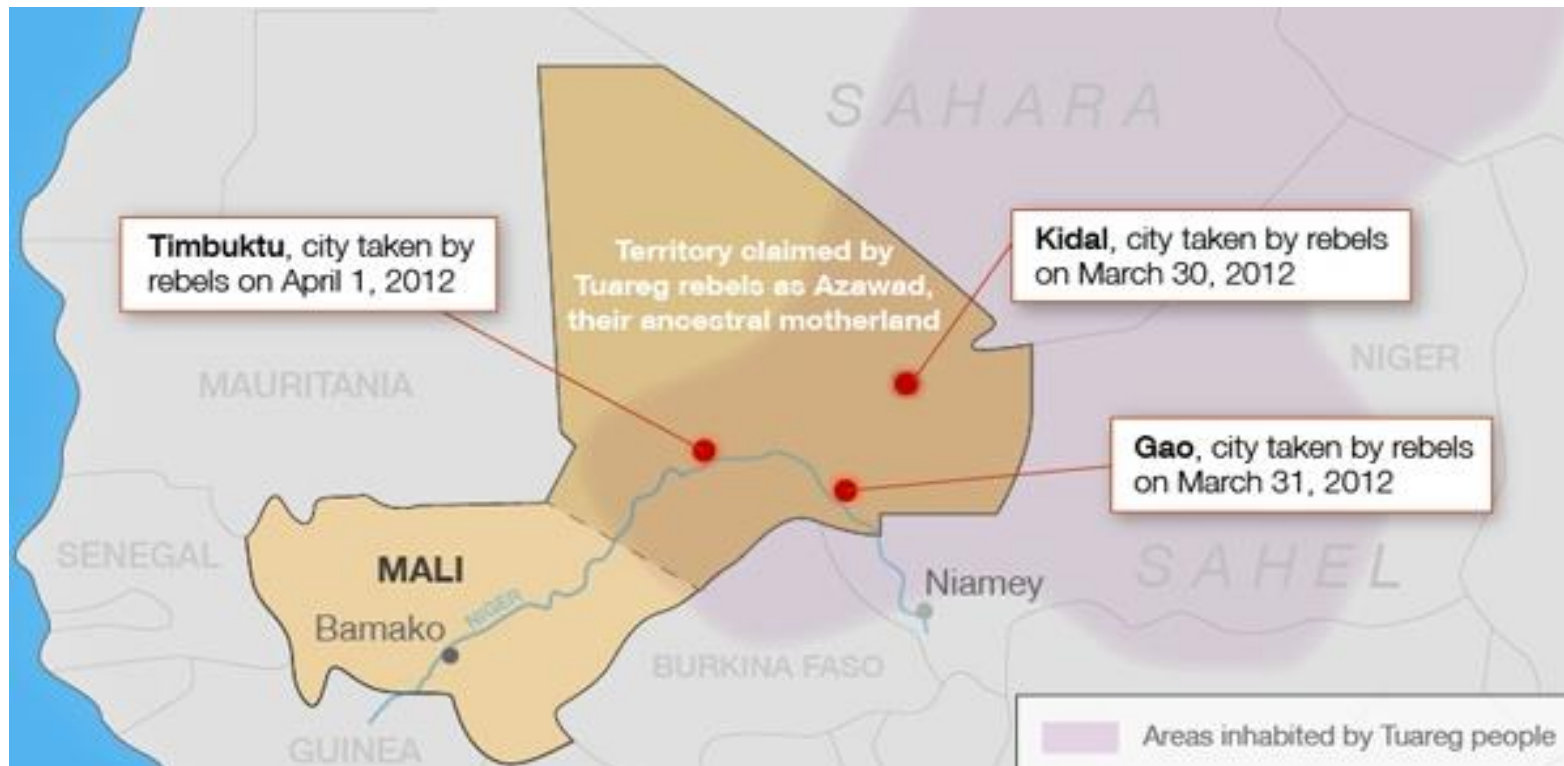 SAHARA
Timbuktu, city taken by
rebels on April 1, 2012
Territory claimed by
Tuareg rebels as Azawad,
their ancestral motherland
Kidal, city taken by rebels
on March 30, 2012
MAURITANIA
NIGER
Gao, city taken by rebels
on March 31, 2012
SENEGAL
MALI
SAHEL
Niamey
NIGER
Bamako
BURKINA FASO
GUINEA
Areas inhabited by Tuareg people